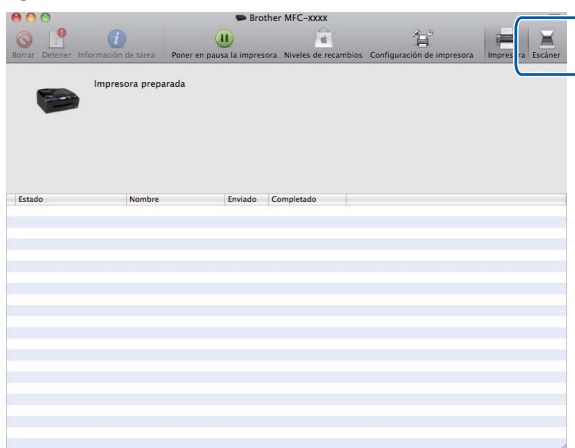 Brother MFC-XXXX
Borrar Detener Información de tarea Poner en pausa la impresora Niveles de recambios Configuración de impresora Impresora Escáner
Impresora preparada
Estado Nombre Enviado Completado